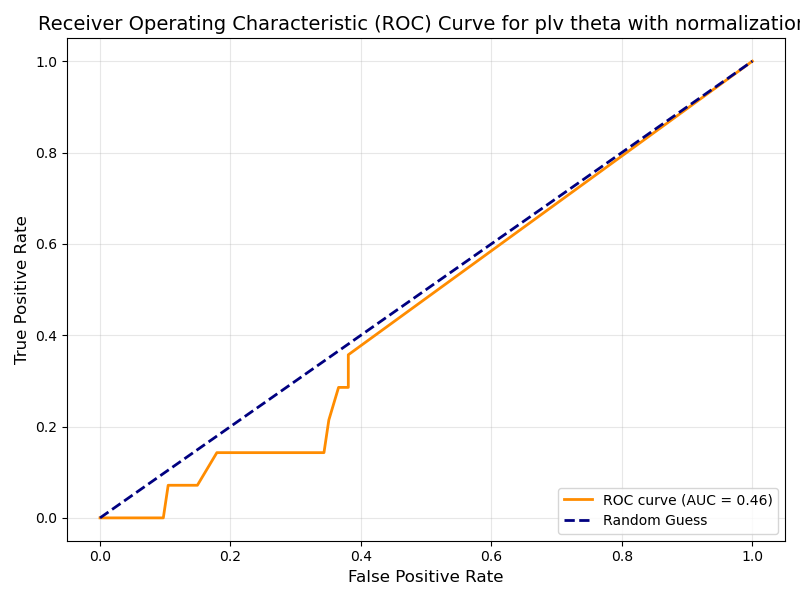 Receiver Operating Characteristic (ROC) Curve for plv theta with normalization
1.0
0.8
0.6
0.4
0.2
0.0
True Positive Rate
0.0 0.2 0.4 0.6 0.8 1.0
False Positive Rate
ROC curve (AUC = 0.46)
Random Guess